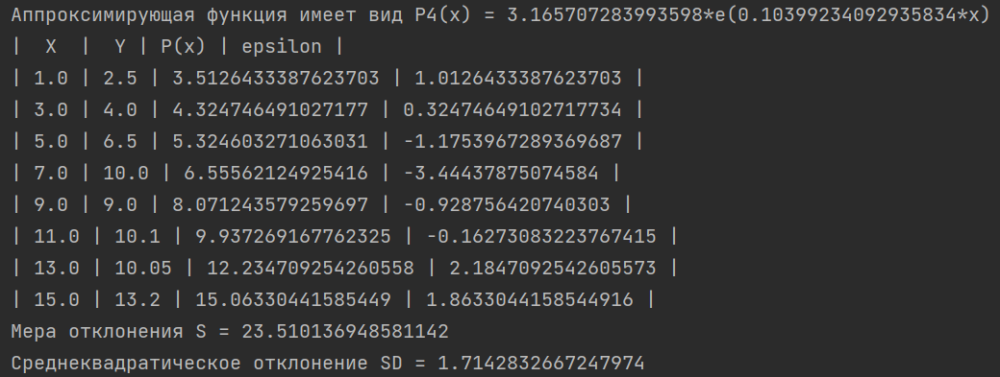 Аппроксимирующая функция имеет вид P4(x) = 3.165707283993598*e(0.10399234092935834*x)
| X | Y | P(x) | epsilon |
| 1.0 | 2.5 | 3.5126433387623703 | 1.0126433387623703 |
| 3.0 | 4.0 | 4.324746491027177 | 0.32474649102717734 |
| 5.0 | 6.5 | 5.324603271063031 | -1.1753967289369687 |
| 7.0 | 10.0 | 6.55562124925416 | -3.44437875074584 |
| 9.0 | 9.0 | 8.071243579259697 | -0.928756420740303 |
| 11.0 | 10.1 | 9.937269167762325 | -0.16273083223767415 |
| 13.0 | 10.05 | 12.234709254260558 | 2.1847092542605573 |
| 15.0 | 13.2 | 15.06330441585449 | 1.8633044158544916 |
Мера отклонения S = 23.510136948581142
Среднеквадратическое отклонение SD = 1.7142832667247974